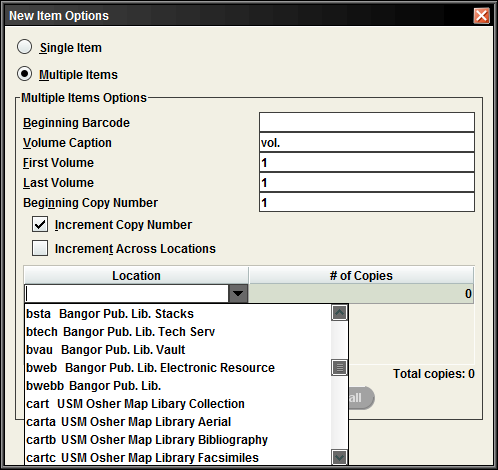 New Item Options
Single Item
Multiple Items
Multiple Items Options
Beginning Barcode
Volume Caption vol.
First Volume 1
Last Volume 1
Beginning Copy Number 1
Increment Copy Number
Increment Across Locations
Location # of Copies
0
bsta Bangor Pub. Lib. Stacks
btech Bangor Pub. Lib. Tech Serv
bvau Bangor Pub. Lib. Vault
bweb Bangor Pub. Lib. Electronic Resource
bwebb Bangor Pub. Lib.
Total copies: 0
cart USM Osher Map Libary Collection
all
carta USM Osher Map Library Aerial
cartb USM Osher Map Library Bibliography
cartc USM Osher Map Library Facsimiles